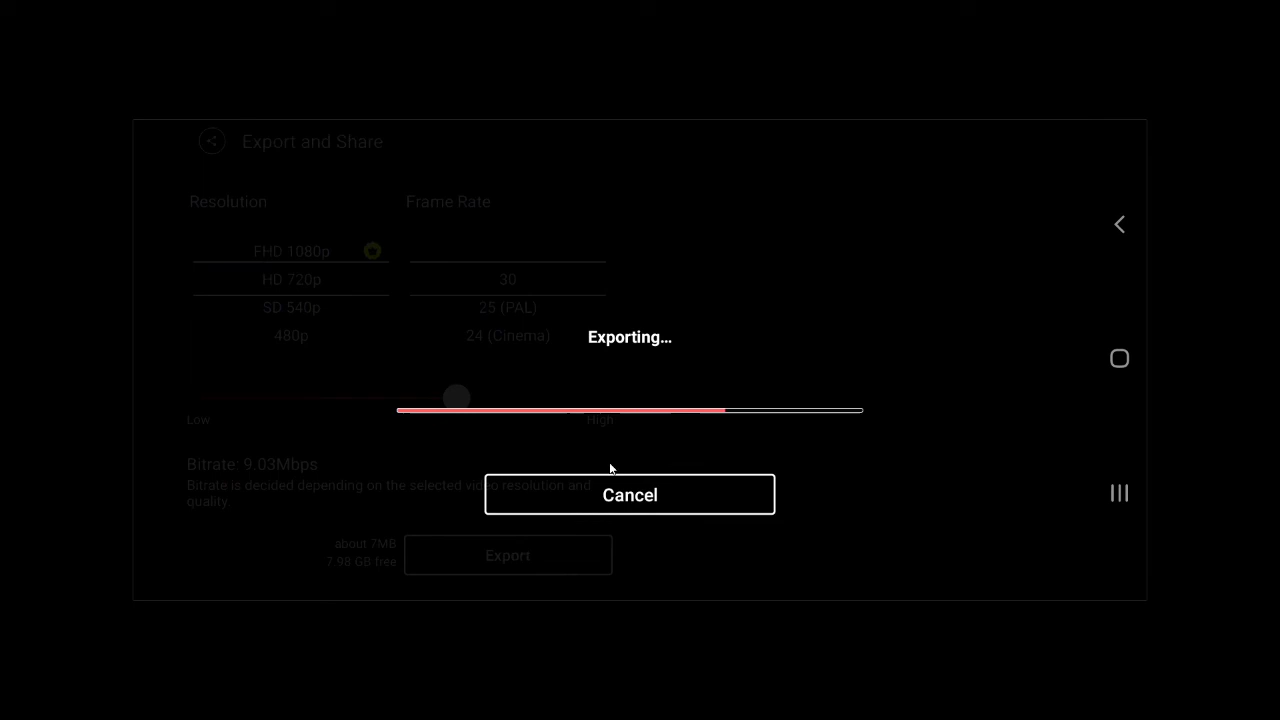 Export and Share
Resolution
Frame Rate
FHD 1080p
HD 720p
30
SD 540p
25 (PAL)
480p
24 (Cinema)
Exporting...
Low
High
Bitrate: 9.03Mbps
Bitrate is decided depending on the selected video resolution and
quality.
Cancel
about 7MB
7.98 GB free
Export